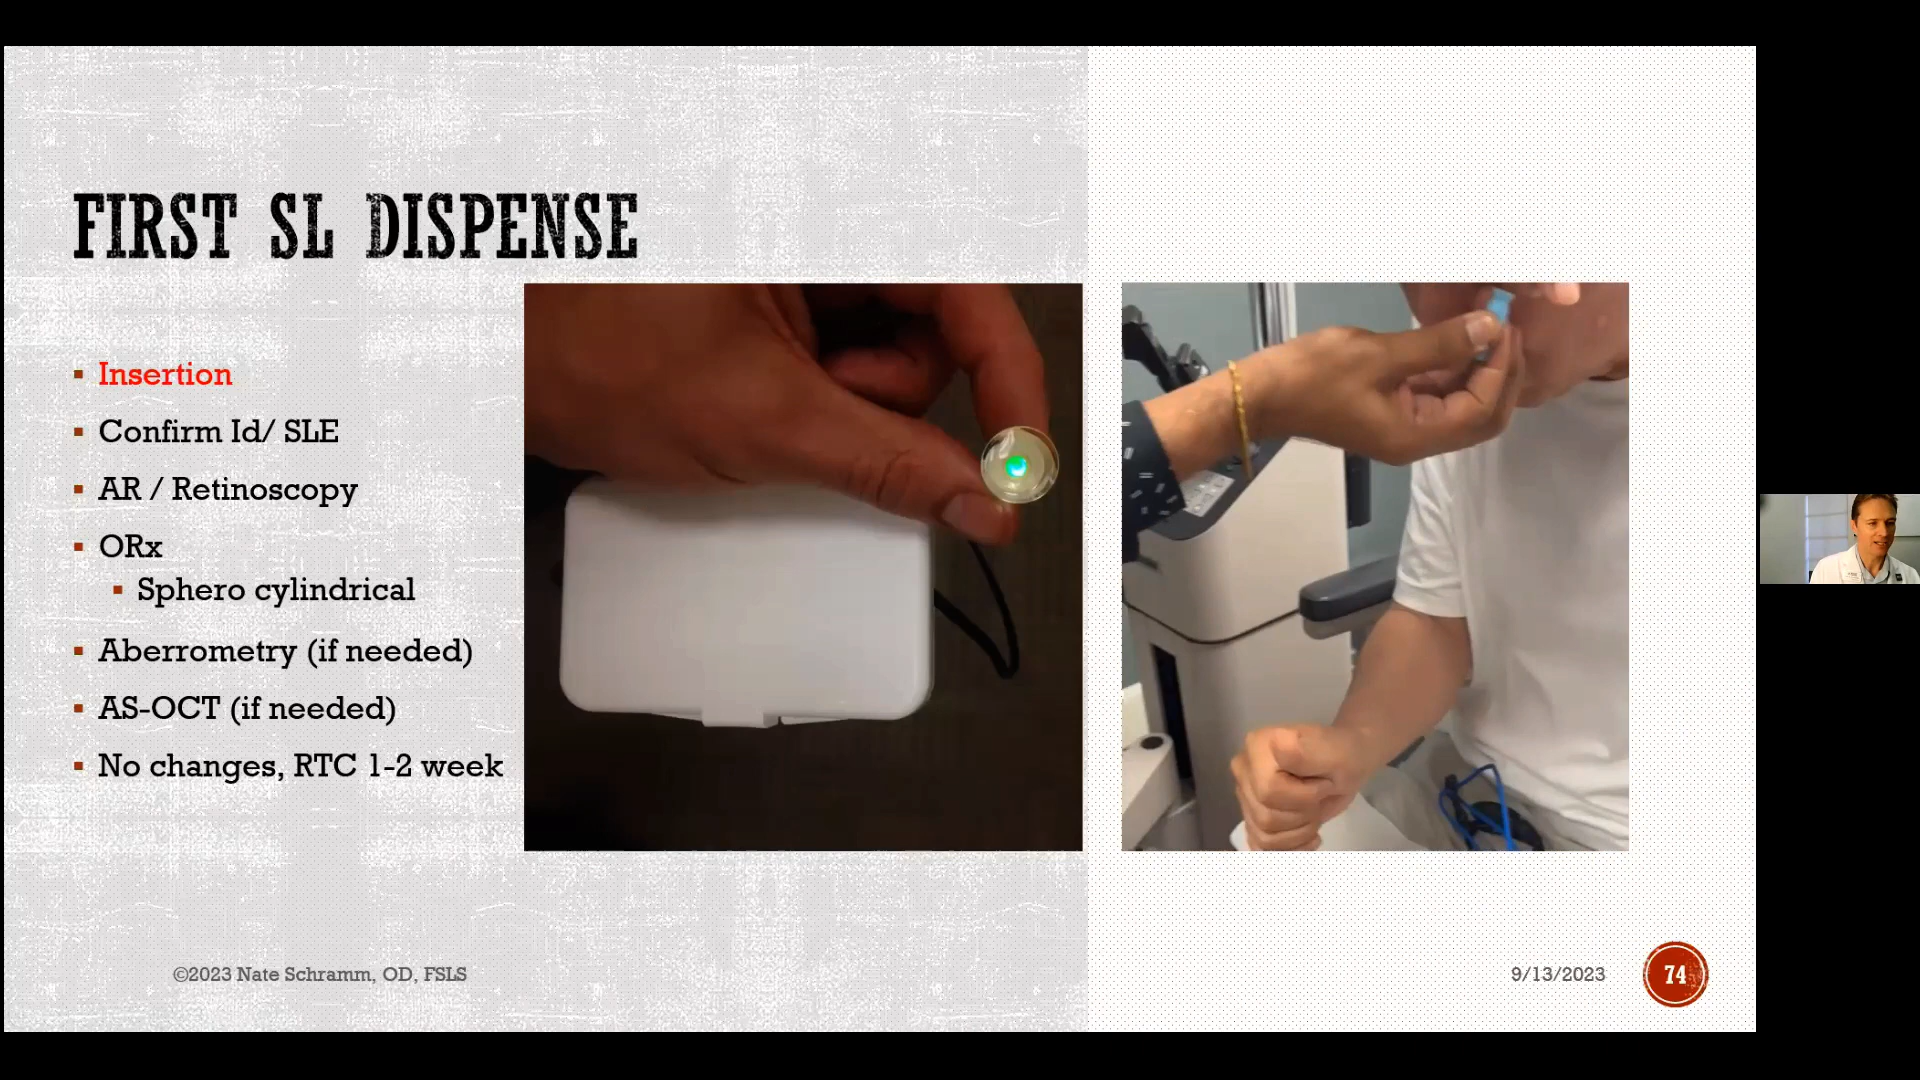 FIRST SL DISPENSE
Insertion
Confirm Id/ SLE
AR / Retinoscopy
ORx
Sphero cylindrical
Aberrometry (if needed)
AS-OCT (if needed)
No changes, RTC 1-2 week
©2023 Nate Schramm, OD, FSLS
9/13/2023
74